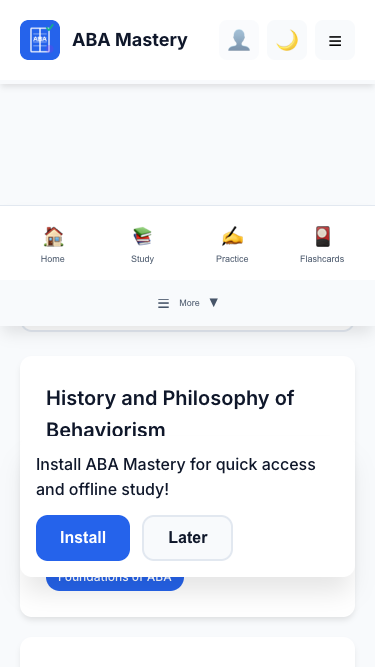 ABA
ABA Mastery
Home
Study
Practice
Flashcards
More
History and Philosophy of
Behaviorism
Install ABA Mastery for quick access
and offline study!
Install
Later
Foundations of ABA